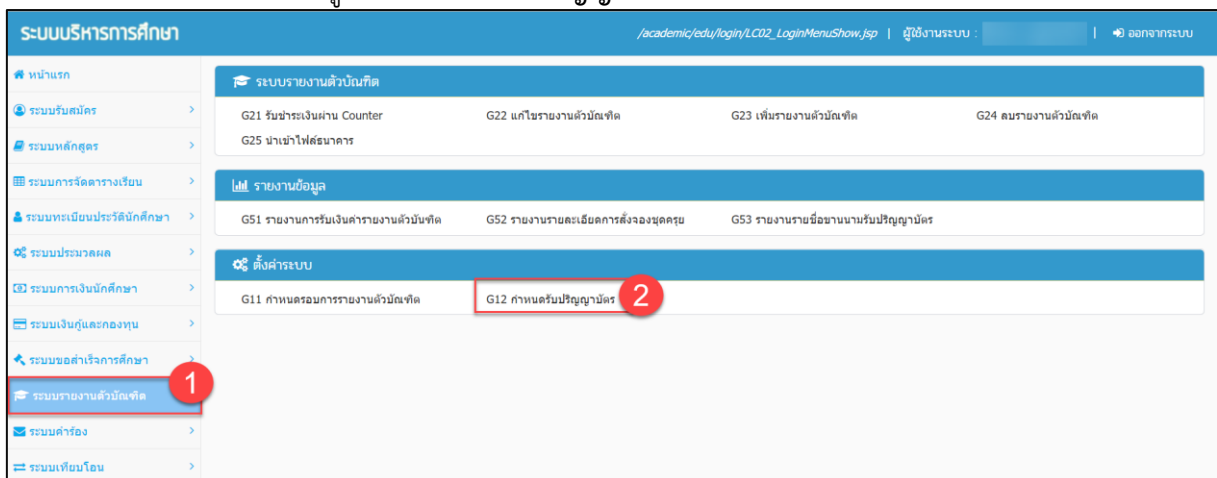 ระบบบริหารการศึกษา
/academic/edu/login/LC02_LoginMenuShow.jsp | ผู้ใช้งานระบบ : | ออกจากระบบ
หน้าแรก
ระบบรับสมัคร
ระบบหลักสูตร
ระบบการจัดตารางเรียน
ระบบทะเบียนประวัตินักศึกษา
ระบบประมวลผล
ระบบการเงินนักศึกษา
ระบบเงินกู้และกองทุน
ระบบขอสำเร็จการศึกษา
ระบบรายงานตัวบัณฑิต
1
ระบบคำร้อง
ระบบเทียบโอน
ระบบรายงานตัวบัณฑิต
G21 รับชำระเงินผ่าน Counter
G22 แก้ไขรายงานตัวบัณฑิต
G23 เพิ่มรายงานตัวบัณฑิต
G24 ลบรายงานตัวบัณฑิต
G25 นำเข้าไฟล์ธนาคาร
รายงานข้อมูล
G51 รายงานการรับเงินค่ารายงานตัวบันฑิต
G52 รายงานรายละเอียดการสั่งจองชุดครุย
G53 รายงานรายชื่อขานนามรับปริญญาบัตร
ตั้งค่าระบบ
G11 กำหนดรอบการรายงานตัวบัณฑิต
G12 กำหนดรับปริญญาบัตร
2